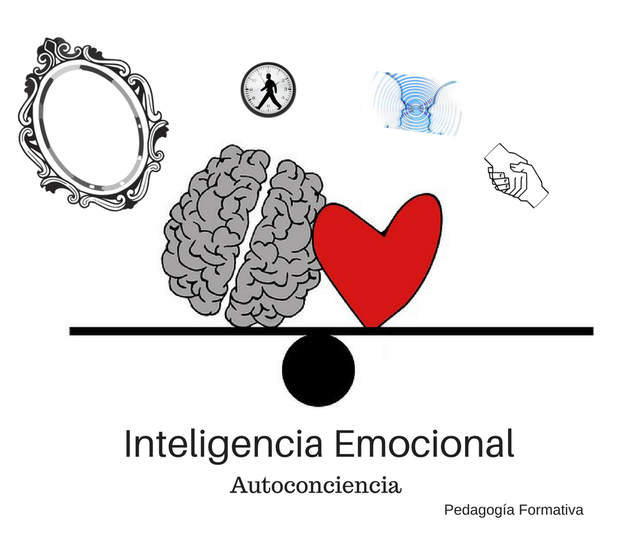 Inteligencia Emocional
Autoconciencia
Pedagogía Formativa